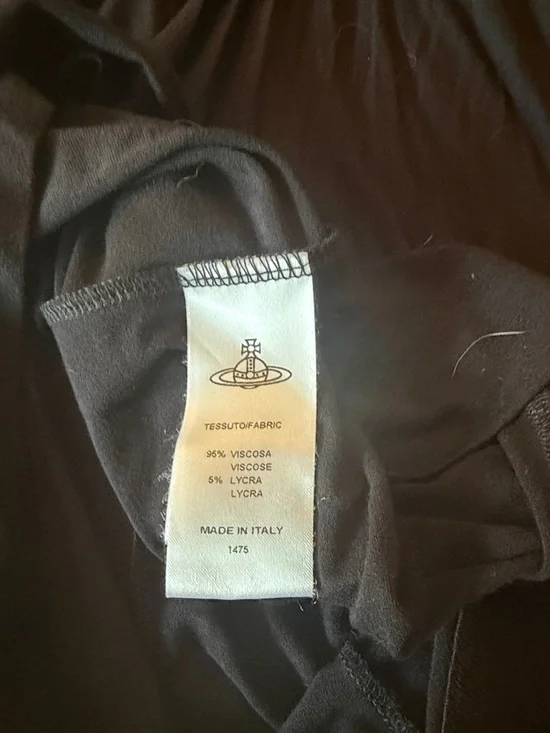 TESSUTO/FABRIC
95% VISCOSA
VISCOSE
5% LYCRA
LYCRA
MADE IN ITALY
1475